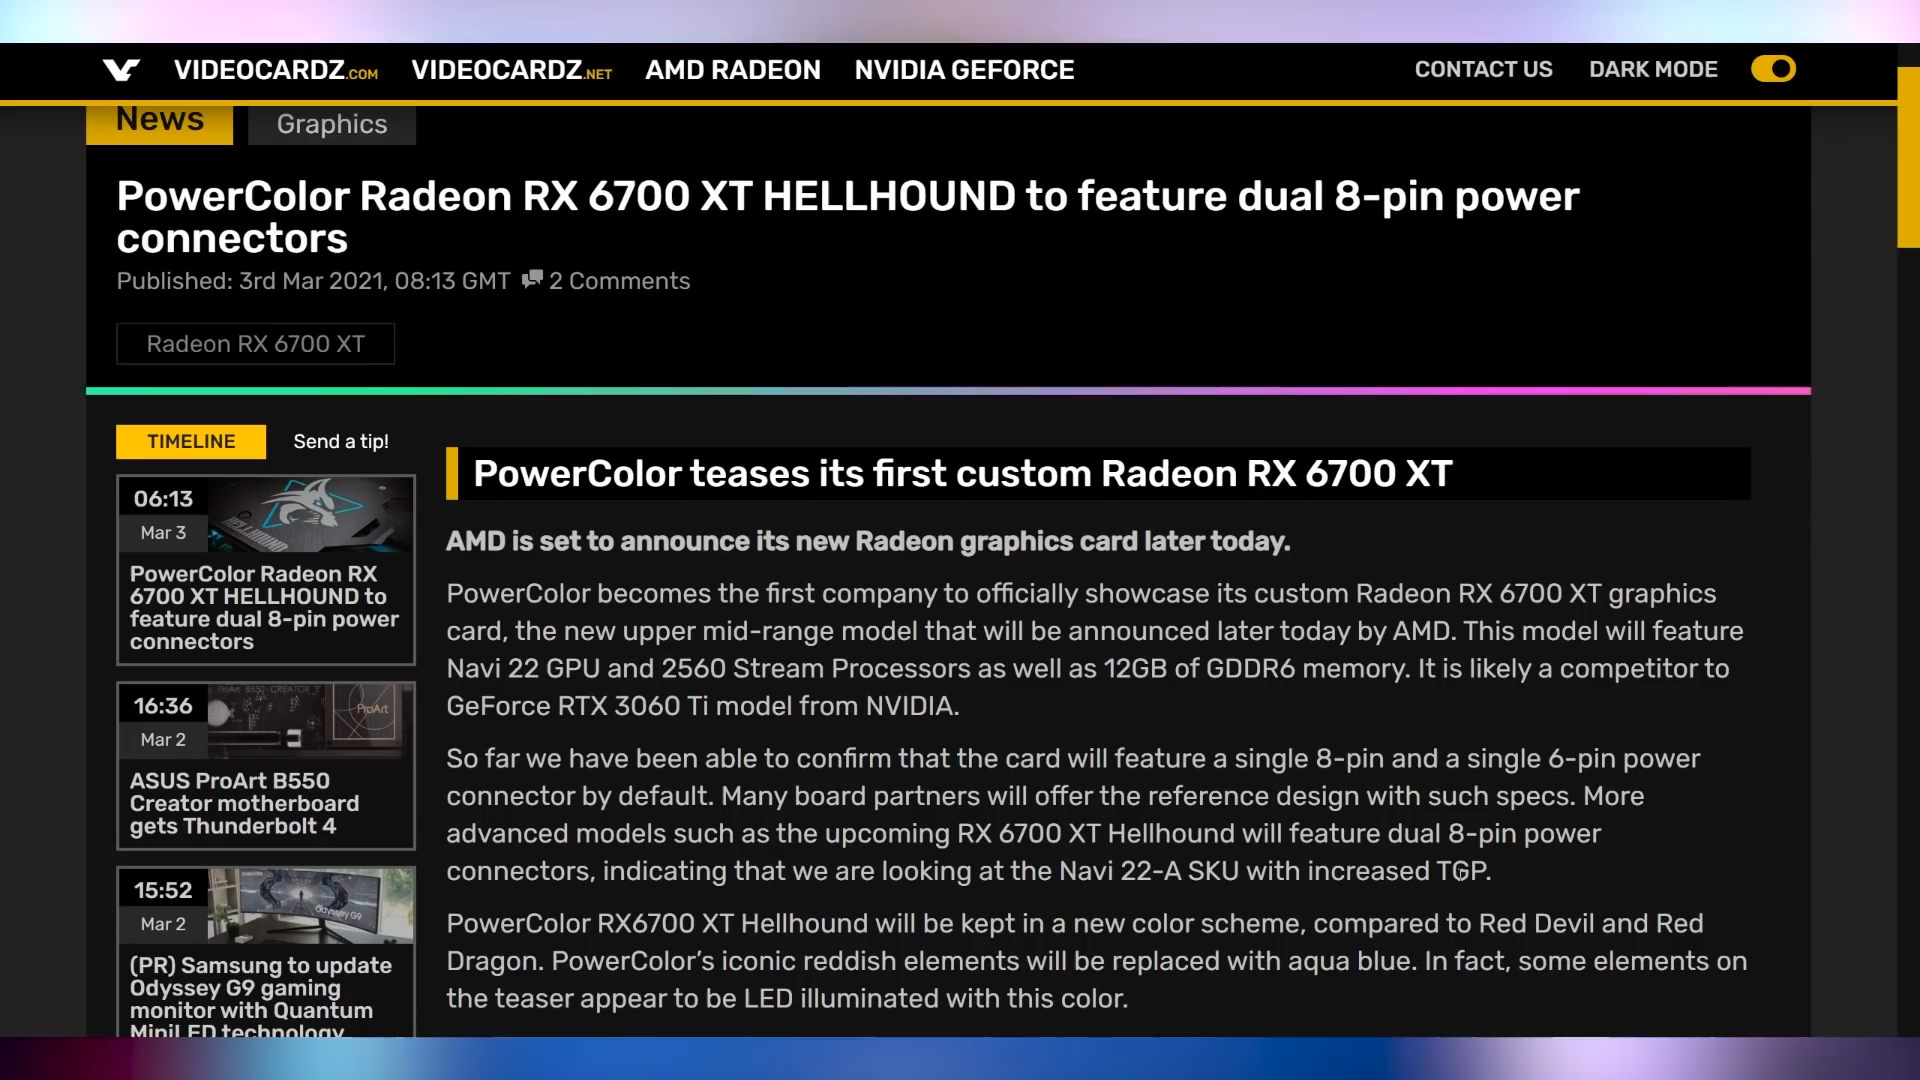 VIDEOCARDZ.COM VIDEOCARDZ.NET AMD RADEON NVIDIA GEFORCE CONTACT US DARK MODE
News Graphics
PowerColor Radeon RX 6700 XT HELLHOUND to feature dual 8-pin power
connectors
Published: 3rd Mar 2021, 08:13 GMT 2 Comments
Radeon RX 6700 XT
TIMELINE Send a tip!
06:13
Mar 3
HELLHOUND
PowerColor Radeon RX
6700 XT HELLHOUND to
feature dual 8-pin power
connectors
16:36
Mar 2
ProArt B550-CREATOR
ProArt
ASUS ProArt B550
Creator motherboard
gets Thunderbolt 4
15:52
Mar 2
Odyssey G9
(PR) Samsung to update
Odyssey G9 gaming
monitor with Quantum
MiniLED technology
PowerColor teases its first custom Radeon RX 6700 XT
AMD is set to announce its new Radeon graphics card later today.
PowerColor becomes the first company to officially showcase its custom Radeon RX 6700 XT graphics
card, the new upper mid-range model that will be announced later today by AMD. This model will feature
Navi 22 GPU and 2560 Stream Processors as well as 12GB of GDDR6 memory. It is likely a competitor to
GeForce RTX 3060 Ti model from NVIDIA.
So far we have been able to confirm that the card will feature a single 8-pin and a single 6-pin power
connector by default. Many board partners will offer the reference design with such specs. More
advanced models such as the upcoming RX 6700 XT Hellhound will feature dual 8-pin power
connectors, indicating that we are looking at the Navi 22-A SKU with increased TGP.
PowerColor RX6700 XT Hellhound will be kept in a new color scheme, compared to Red Devil and Red
Dragon. PowerColor's iconic reddish elements will be replaced with aqua blue. In fact, some elements on
the teaser appear to be LED illuminated with this color.